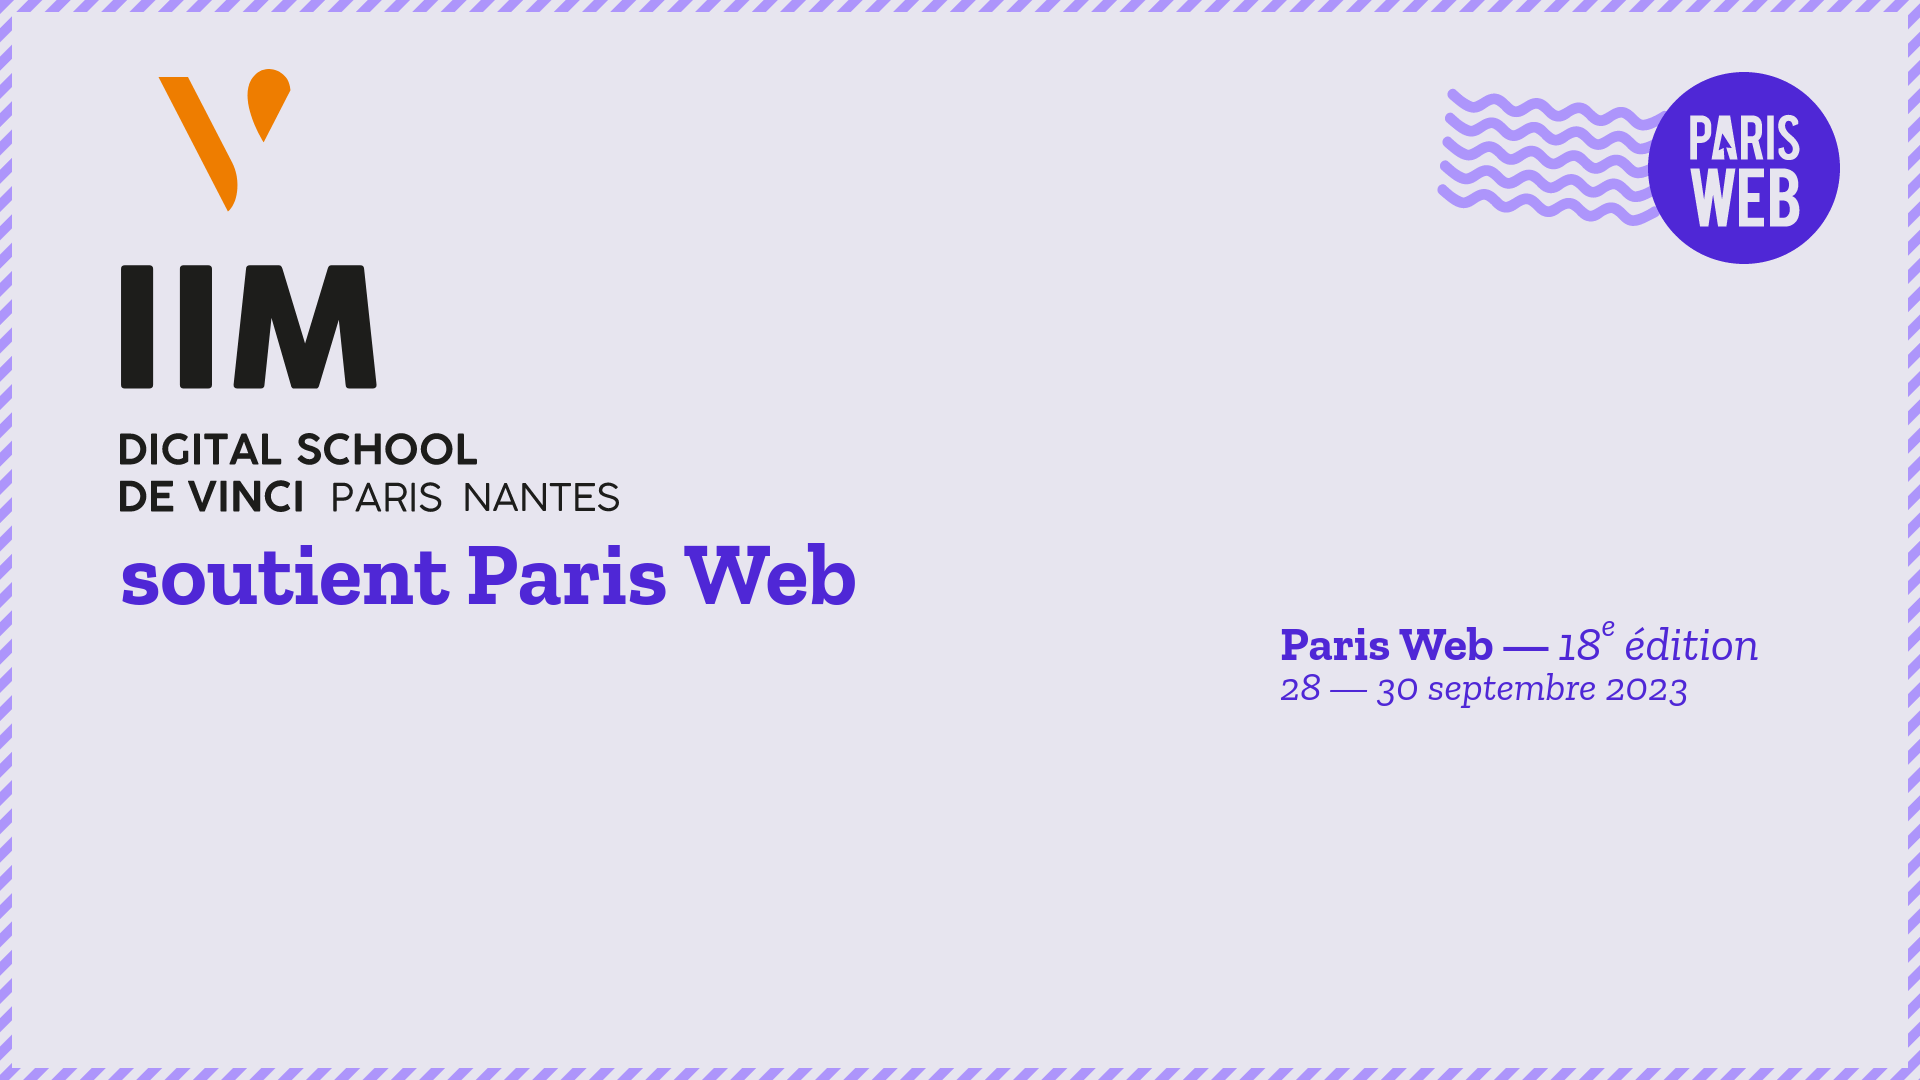 IIM
DIGITAL SCHOOL
DE VINCI PARIS NANTES
soutient Paris Web
PARIS
WEB
Paris Web — 18e édition
28 — 30 septembre 2023